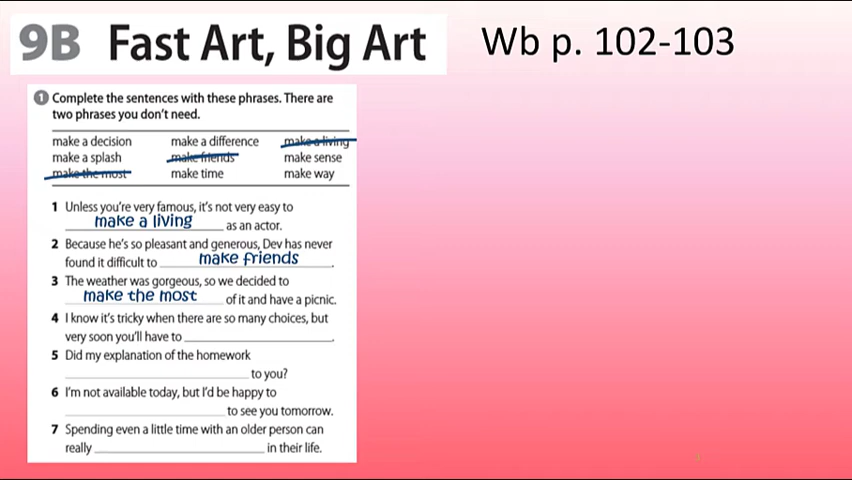 9B Fast Art, Big Art
Wb p. 102-103
1 Complete the sentences with these phrases. There are
two phrases you don't need.
make a decision make a difference make a living
make a splash make friends make sense
make the most make time make way
1 Unless you're very famous, it's not very easy to
make a living as an actor.
2 Because he's so pleasant and generous, Dev has never
found it difficult to make friends.
3 The weather was gorgeous, so we decided to
make the most of it and have a picnic.
4 I know it's tricky when there are so many choices, but
very soon you'll have to ____________.
5 Did my explanation of the homework
____________ to you?
6 I'm not available today, but I'd be happy to
____________ to see you tomorrow.
7 Spending even a little time with an older person can
really ____________ in their life.